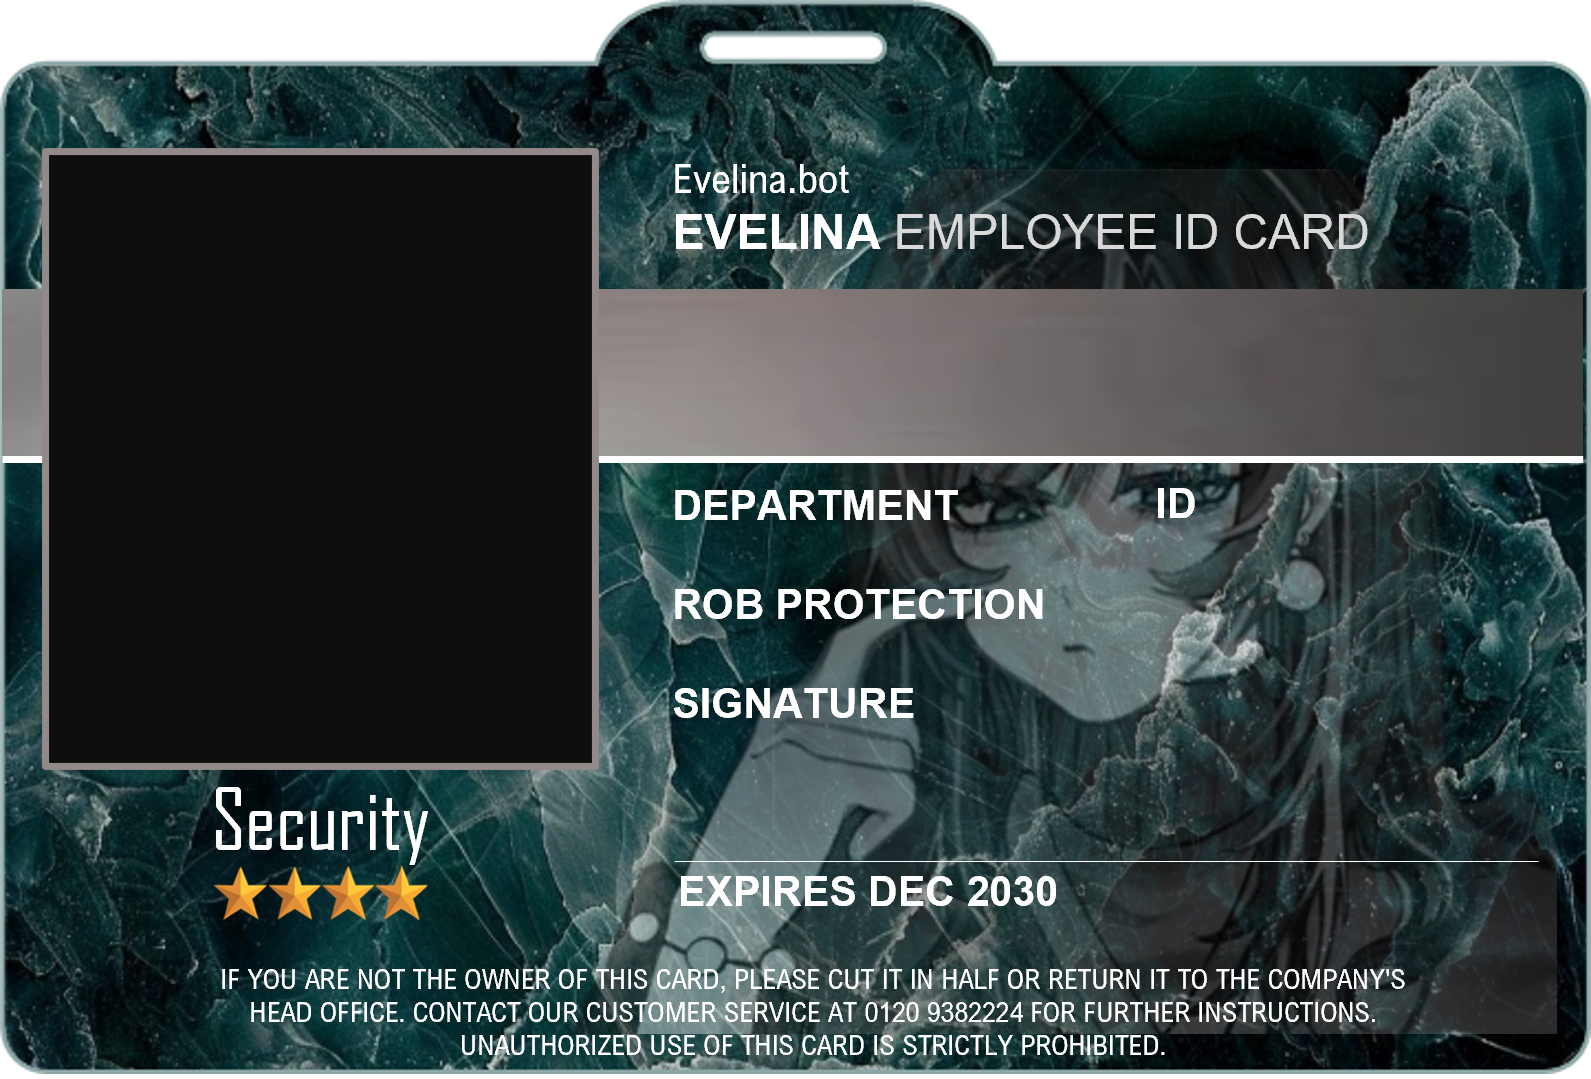 Evelina.bot
EVELINA EMPLOYEE ID CARD
DEPARTMENT ID
ROB PROTECTION
SIGNATURE
Security
EXPIRES DEC 2030
IF YOU ARE NOT THE OWNER OF THIS CARD, PLEASE CUT IT IN HALF OR RETURN IT TO THE COMPANY'S
HEAD OFFICE. CONTACT OUR CUSTOMER SERVICE AT 0120 9382224 FOR FURTHER INSTRUCTIONS.
UNAUTHORIZED USE OF THIS CARD IS STRICTLY PROHIBITED.